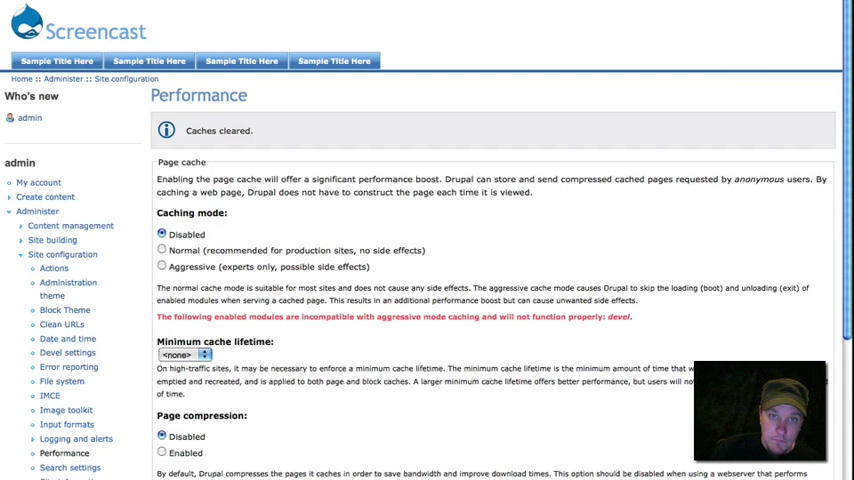 Screencast
Sample Title Here
Sample Title Here
Sample Title Here
Sample Title Here
Home :: Administer :: Site configuration
Who's new
admin
admin
My account
Create content
Administer
Content management
Site building
Site configuration
Actions
Administration
theme
Block Theme
Clean URLs
Date and time
Devel settings
Error reporting
File system
IMCE
Image toolkit
Input formats
Logging and alerts
Performance
Search settings
Performance
Caches cleared.
Page cache
Enabling the page cache will offer a significant performance boost. Drupal can store and send compressed cached pages requested by anonymous users. By
caching a web page, Drupal does not have to construct the page each time it is viewed.
Caching mode:
Disabled
Normal (recommended for production sites, no side effects)
Aggressive (experts only, possible side effects)
The normal cache mode is suitable for most sites and does not cause any side effects. The aggressive cache mode causes Drupal to skip the loading (boot) and unloading (exit) of
enabled modules when serving a cached page. This results in an additional performance boost but can cause unwanted side effects.
The following enabled modules are incompatible with aggressive mode caching and will not function properly: devel.
Minimum cache lifetime:
<none>
On high-traffic sites, it may be necessary to enforce a minimum cache lifetime. The minimum cache lifetime is the minimum amount of time that
emptied and recreated, and is applied to both page and block caches. A larger minimum cache lifetime offers better performance, but users will
of time.
Page compression:
Disabled
Enabled
By default, Drupal compresses the pages it caches in order to save bandwidth and improve download times. This option should be disabled when using a webserver that performs